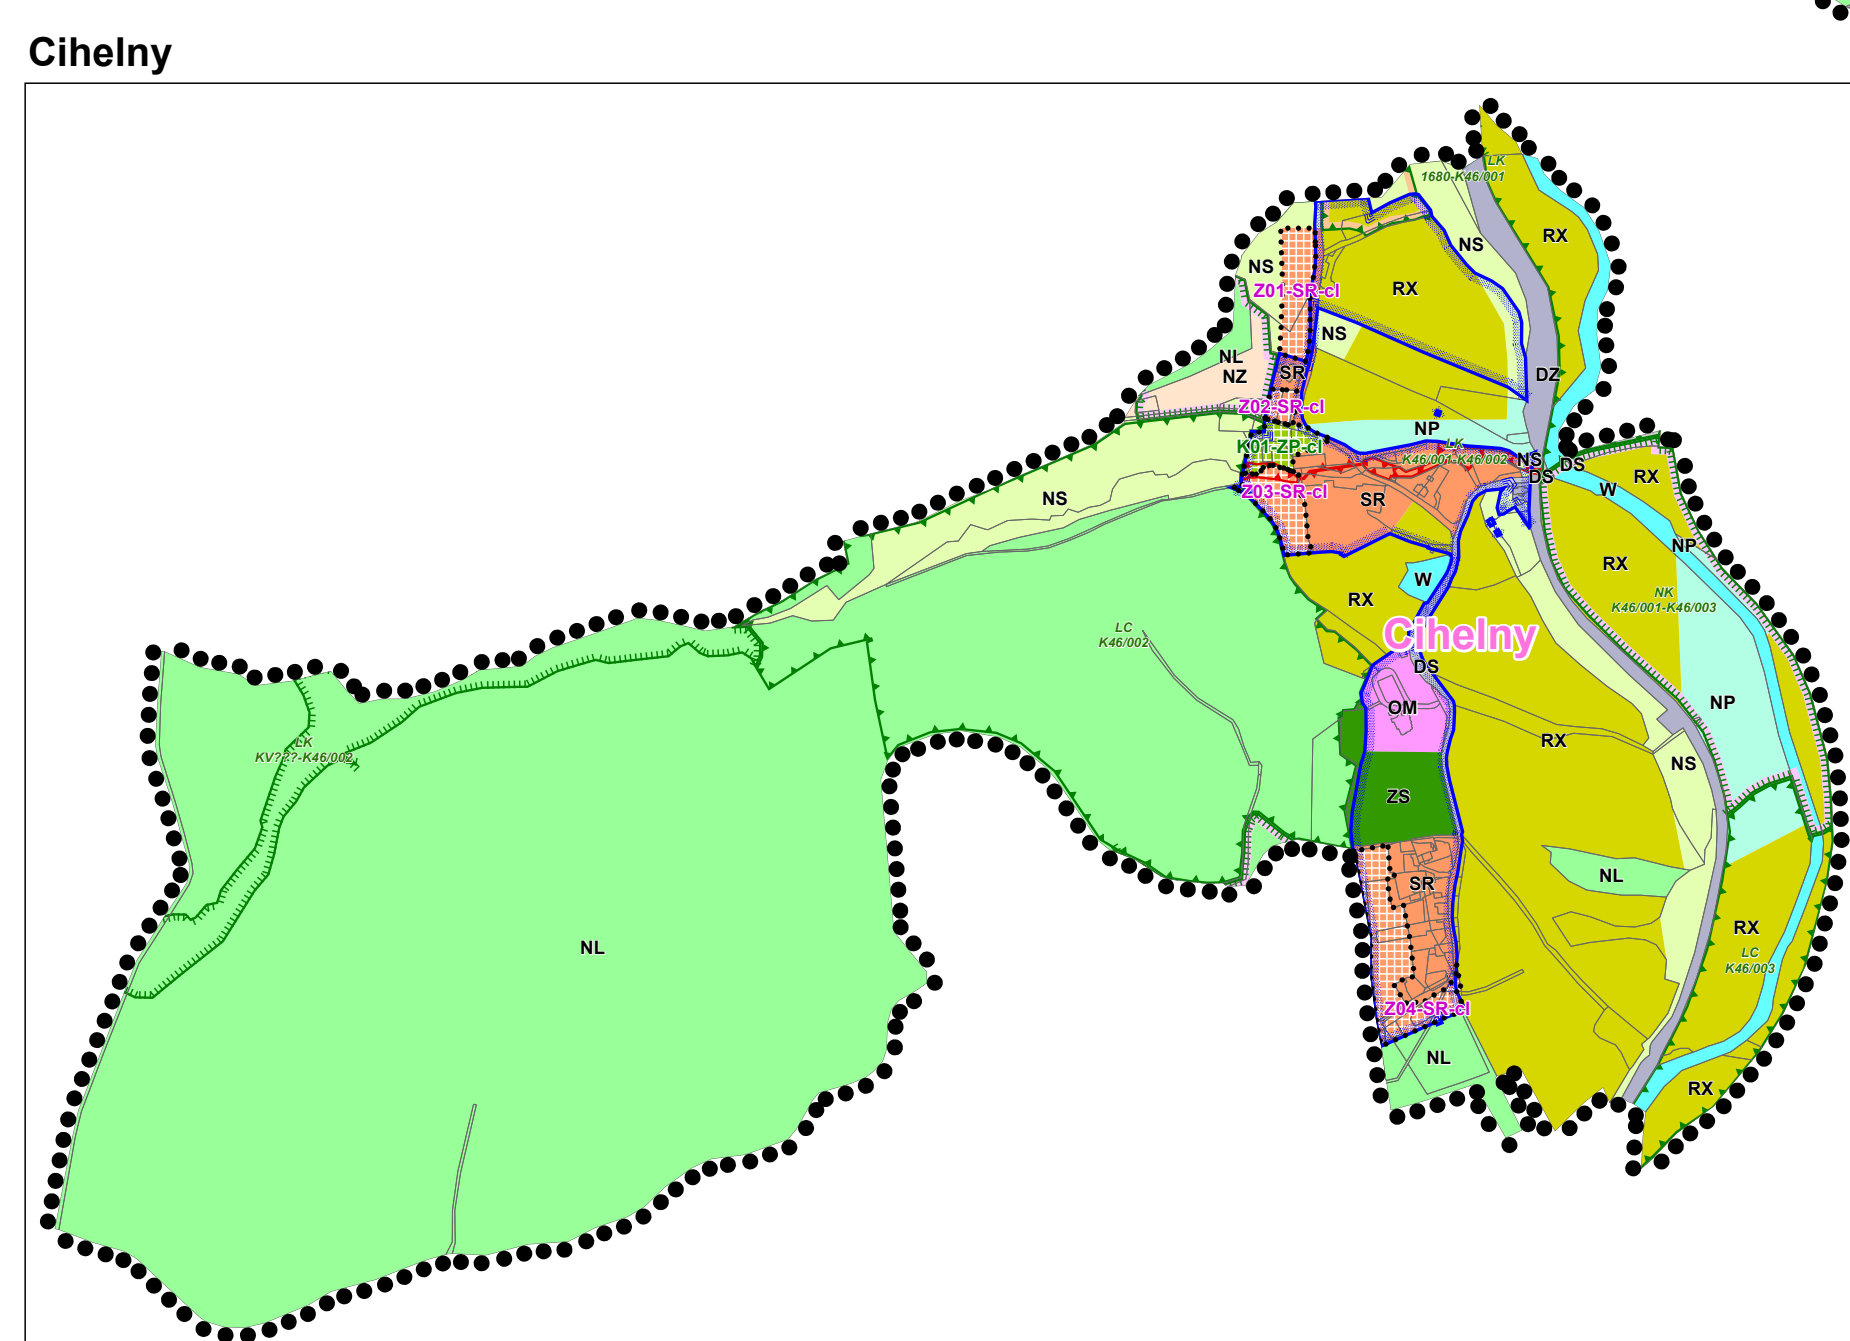 Cihelny
LK
1680-K46/001
RX
NS
NS
Z01-SR-cl
RX
NS
NL
NZ
SR
DZ
Z02-SR-cl
NP
K01-ZP-cl
LK
K46/001-K46/002
NS
DS
DS
RX
W
Z03-SR-cl
SR
NS
NP
RX
W
RX
NK
K46/001-K46/003
LC
K46/002
Cihelny
DS
OM
NP
RX
LK
KV???-K46/002
NS
ZS
SR
NL
NL
RX
LC
K46/003
Z04-SR-cl
NL
RX